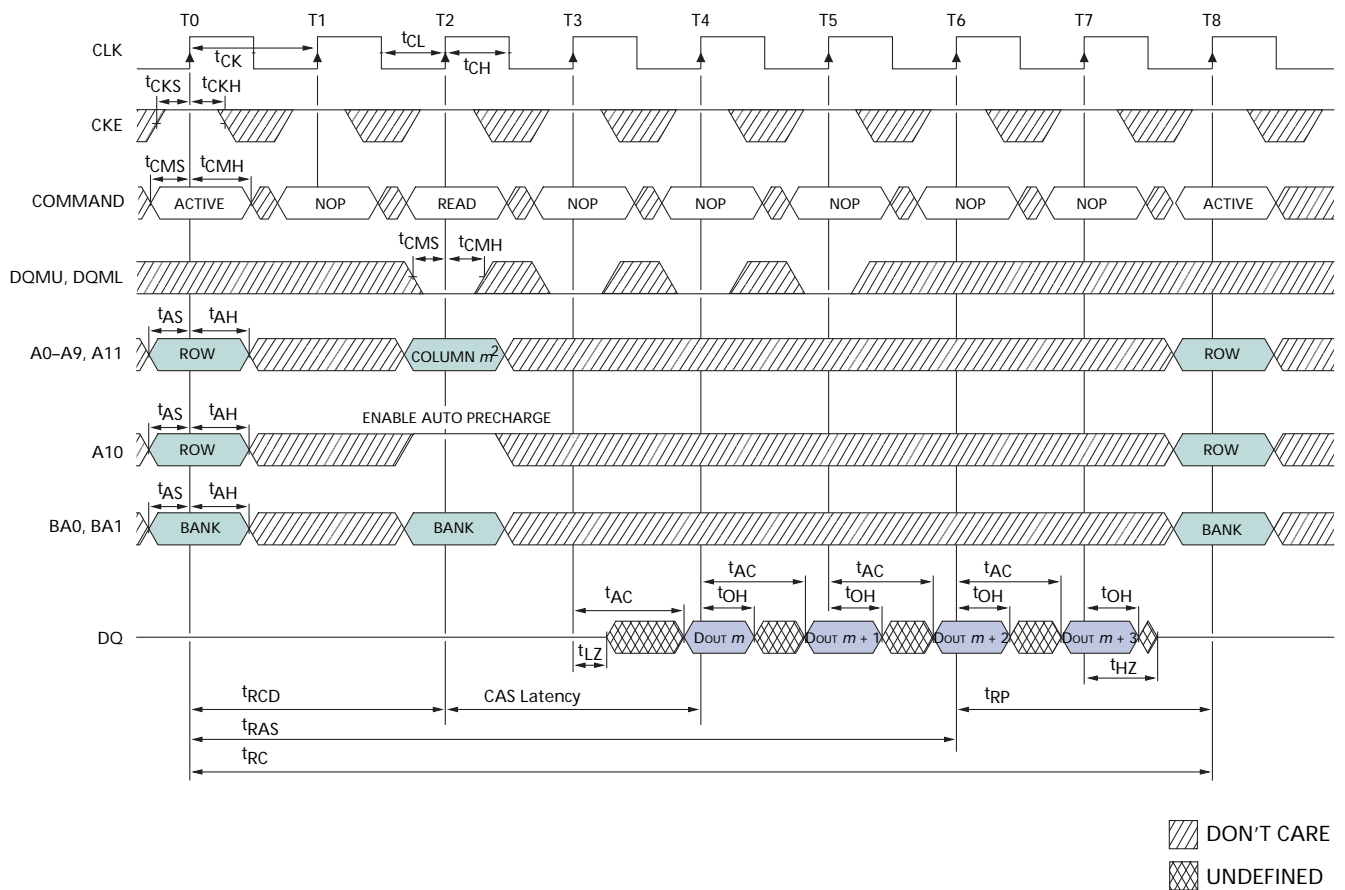 T0 T1 T2 T3 T4 T5 T6 T7 T8
CLK
tCK tCL tCH
tCKS tCKH
CKE
tCMS tCMH
COMMAND ACTIVE NOP READ NOP NOP NOP NOP NOP ACTIVE
tCMS tCMH
DQMU, DQML
tAS tAH
A0–A9, A11 ROW COLUMN m2 ROW
tAS tAH ENABLE AUTO PRECHARGE
A10 ROW ROW
tAS tAH
BA0, BA1 BANK BANK BANK
tAC tAC tAC tAC
tOH tOH tOH tOH
DQ DOUT m DOUT m + 1 DOUT m + 2 DOUT m + 3
tLZ tHZ
tRCD CAS Latency tRP
tRAS
tRC
DON'T CARE
UNDEFINED